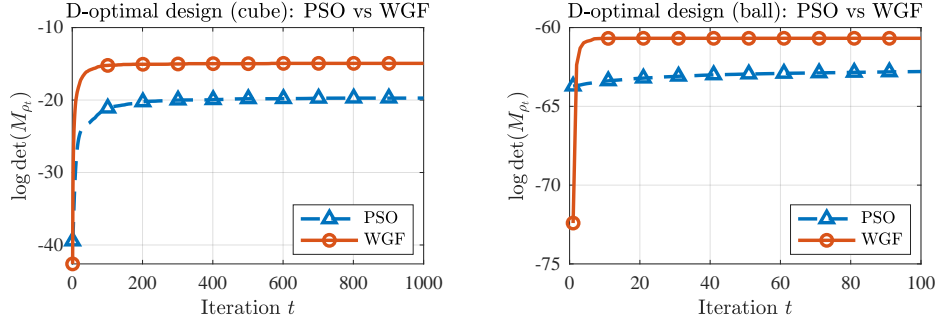 D-optimal design (cube): PSO vs WGF
-10
-20
-30
-40
0
200
400
600
800
1000
log det(M_{ρ_t})
Iteration t
PSO
WGF
D-optimal design (ball): PSO vs WGF
-60
-65
-70
-75
0
20
40
60
80
100
log det(M_{ρ_t})
Iteration t
PSO
WGF